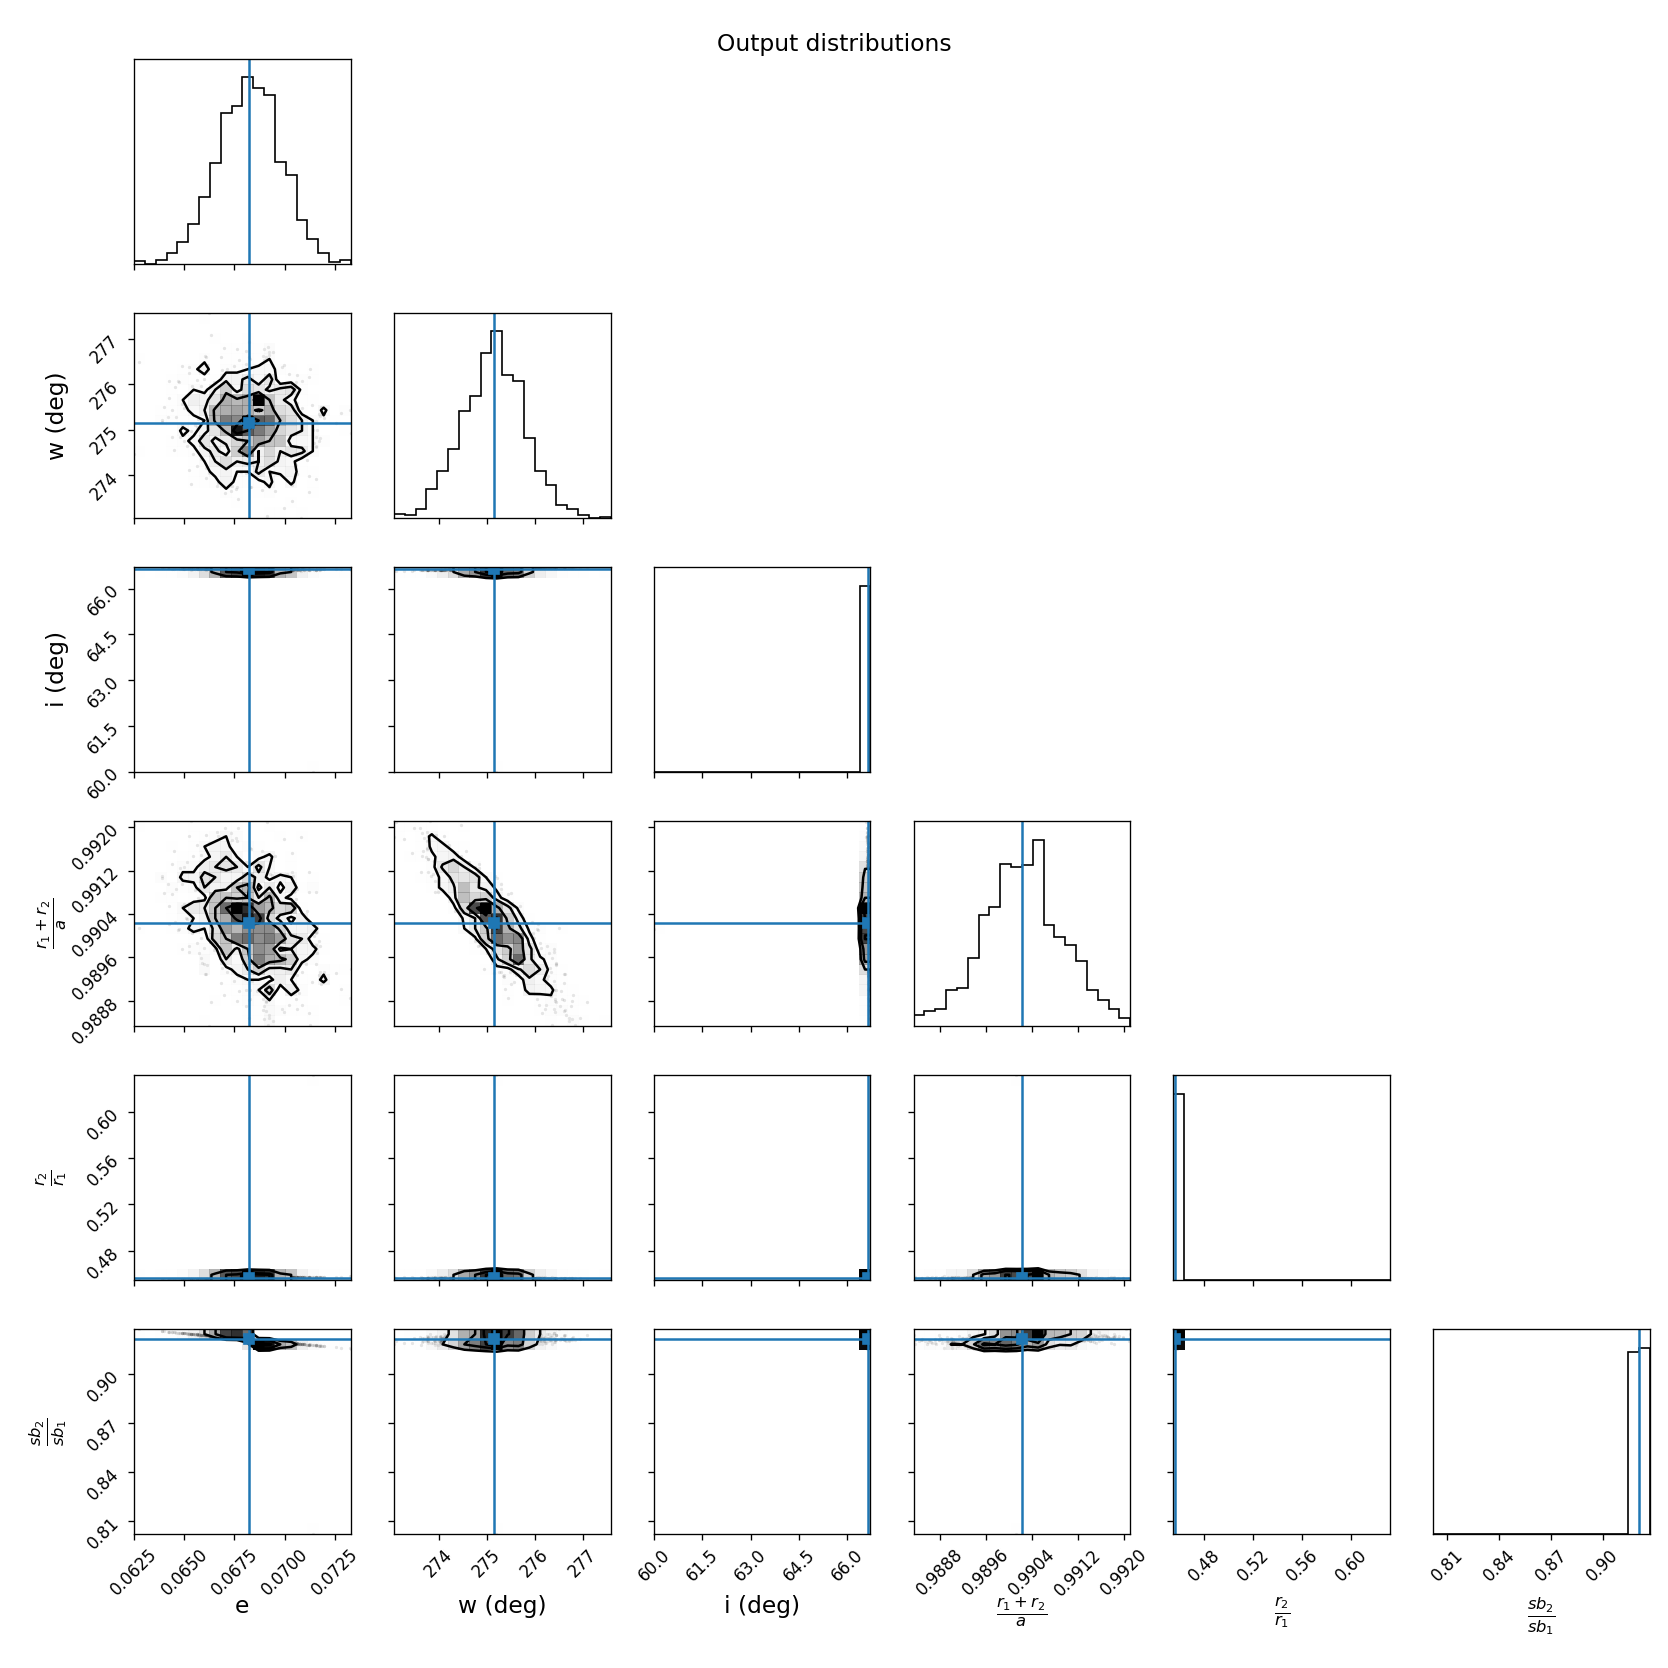 Output distributions
277
276
275
274
w (deg)
66.0
64.5
63.0
61.5
60.0
i (deg)
0.9920
0.9912
0.9904
0.9896
0.9888
r₁ + r₂
a
0.60
0.56
0.52
0.48
r₂
r₁
0.90
0.87
0.84
0.81
sb₂
sb₁
0.0625 0.0650 0.0675 0.0700 0.0725
274 275 276 277
60.0 61.5 63.0 64.5 66.0
0.9888 0.9896 0.9904 0.9912 0.9920
0.48 0.52 0.56 0.60
0.81 0.84 0.87 0.90
e
w (deg)
i (deg)
r₁ + r₂
a
r₂
r₁
sb₂
sb₁